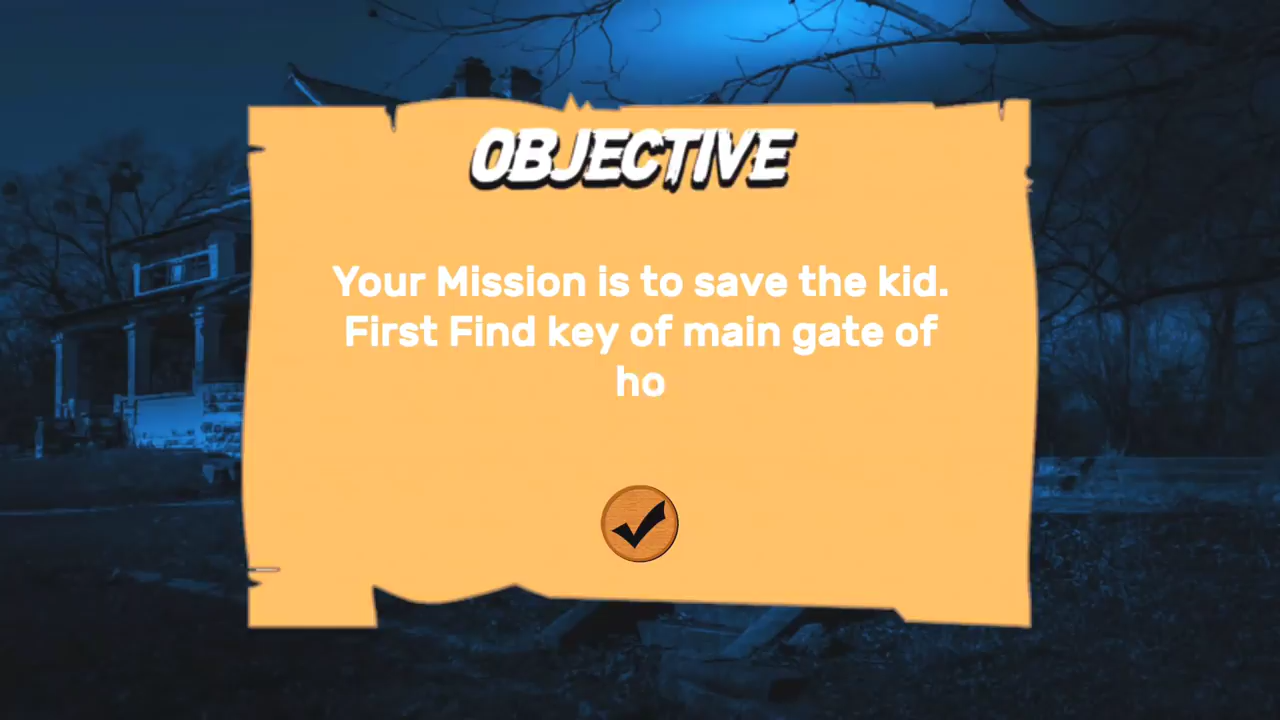 OBJECTIVE
Your Mission is to save the kid.
First Find key of main gate of
ho